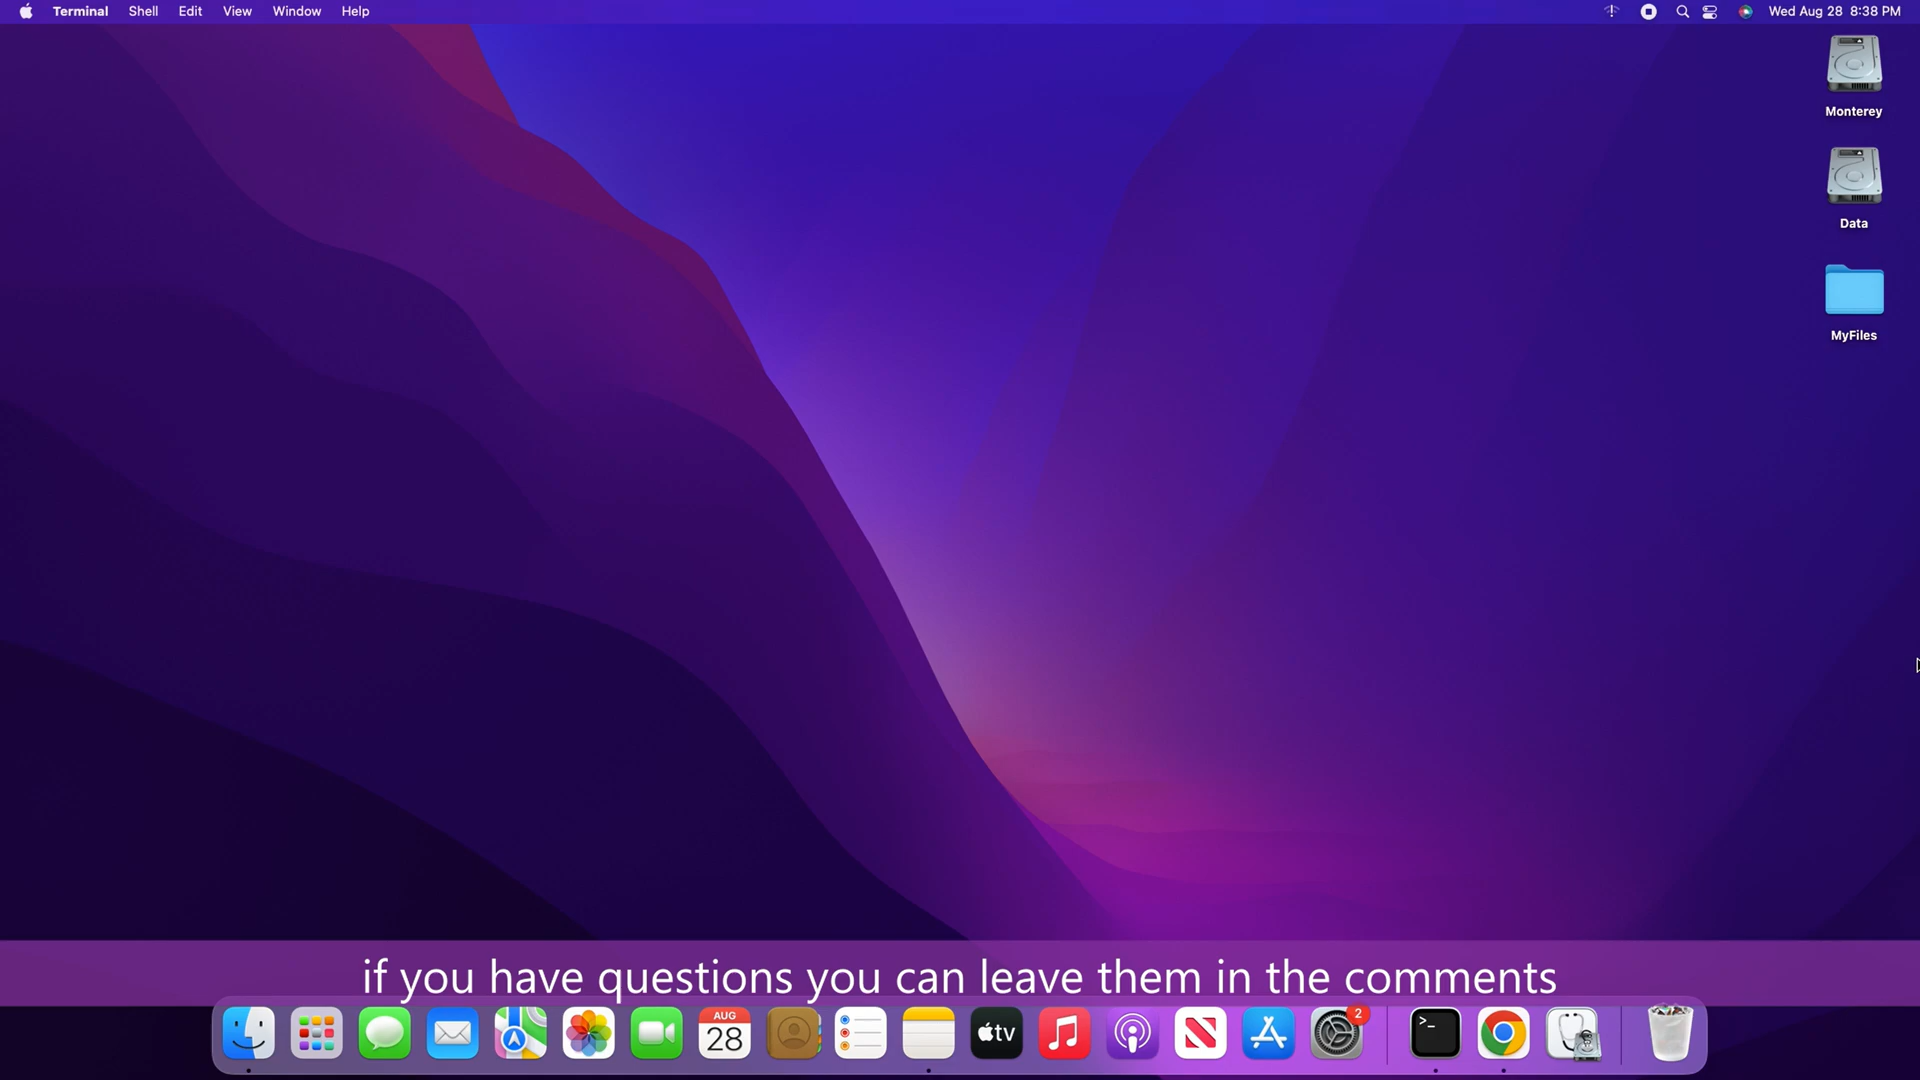 Terminal Shell Edit View Window Help Wed Aug 28 8:38 PM
Monterey
Data
MyFiles
if you have questions you can leave them in the comments
AUG
28
tv
2
>_